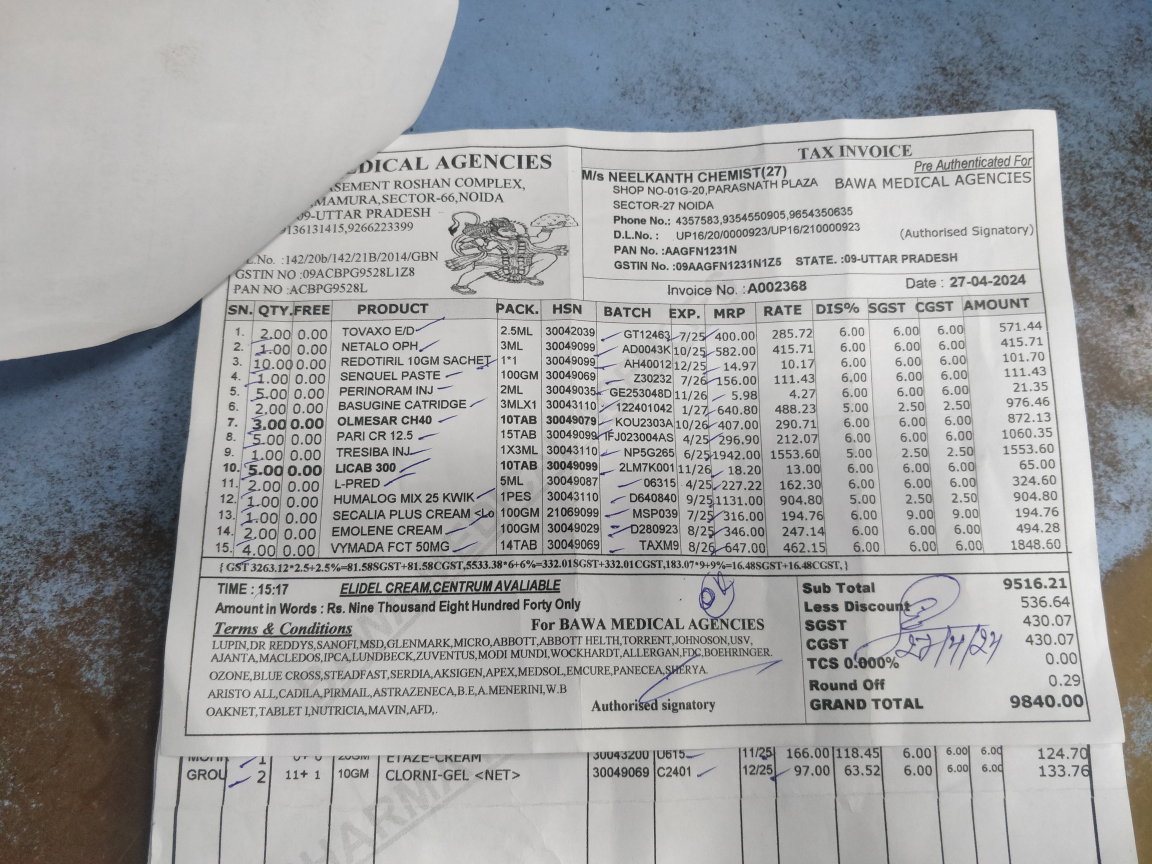 EDICAL AGENCIES
ASEMENT ROSHAN COMPLEX,
MAMURA,SECTOR-66,NOIDA
09-UTTAR PRADESH
9136131415,9266223399
L.No. :142/20b/142/21B/2014/GBN
GSTIN NO :09ACBPG9528L1Z8
PAN NO :ACBPG9528L
TAX INVOICE
M/s NEELKANTH CHEMIST(27)
SHOP NO-01G-20,PARASNATH PLAZA
SECTOR-27 NOIDA
Phone No.: 4357583,9354550905,9654350635
D.L.No. : UP16/20/0000923/UP16/210000923
PAN No.:AAGFN1231N
GSTIN No.:09AAGFN1231N1Z5 STATE. :09-UTTAR PRADESH
Pre Authenticated For
BAWA MEDICAL AGENCIES
(Authorised Signatory)
Invoice No. :A002368 Date : 27-04-2024
SN. QTY. FREE PRODUCT PACK. HSN BATCH EXP. MRP RATE DIS% SGST CGST AMOUNT
1. 2.00 0.00 TOVAXO E/D 2.5ML 30042039 GT12463 7/25 400.00 285.72 6.00 6.00 6.00 571.44
2. 1.00 0.00 NETALO OPH 3ML 30049099 AD0043K 10/25 582.00 415.71 6.00 6.00 6.00 415.71
3. 10.00 0.00 REDOTIRIL 10GM SACHET 1*1 30049099 AH40012 12/25 14.97 10.17 6.00 6.00 6.00 101.70
4. 1.00 0.00 SENQUEL PASTE 100GM 30049069 Z30232 7/26 156.00 111.43 6.00 6.00 6.00 111.43
5. 5.00 0.00 PERINORAM INJ 2ML 30049035 GE253048D 11/26 5.98 4.27 6.00 6.00 6.00 21.35
6. 2.00 0.00 BASUGINE CATRIDGE 3MLX1 30043110 122401042 1/27 640.80 488.23 5.00 2.50 2.50 976.46
7. 3.00 0.00 OLMESAR CH40 10TAB 30049079 KOU2303A 10/26 407.00 290.71 6.00 6.00 6.00 872.13
8. 5.00 0.00 PARI CR 12.5 15TAB 30049099 IFJ023004AS 4/25 296.90 212.07 6.00 6.00 6.00 1060.35
9. 1.00 0.00 TRESIBA INJ 1X3ML 30043110 NP5G265 6/25 1942.00 1553.60 5.00 2.50 2.50 1553.60
10. 5.00 0.00 LICAB 300 10TAB 30049099 2LM7K001 11/26 18.20 13.00 6.00 6.00 6.00 65.00
11. 2.00 0.00 L-PRED 5ML 30049087 06315 4/25 227.22 162.30 6.00 6.00 6.00 324.60
12. 1.00 0.00 HUMALOG MIX 25 KWIK 1PES 30043110 D640840 9/25 1131.00 904.80 5.00 2.50 2.50 904.80
13. 1.00 0.00 SECALIA PLUS CREAM <Lo 100GM 21069099 MSP039 7/25 316.00 194.76 6.00 9.00 9.00 194.76
14. 2.00 0.00 EMOLENE CREAM 100GM 30049029 D280923 8/25 346.00 247.14 6.00 6.00 6.00 494.28
15. 4.00 0.00 VYMADA FCT 50MG 14TAB 30049069 TAXM9 8/26 647.00 462.15 6.00 6.00 6.00 1848.60
{ GST 3263.12*2.5+2.5%=81.58SGST+81.58CGST,5533.38*6+6%=332.01SGST+332.01CGST,183.07*9+9%=16.48SGST+16.48CGST,}
TIME : 15:17 ELIDEL CREAM,CENTRUM AVALIABLE
Amount in Words : Rs. Nine Thousand Eight Hundred Forty Only
OK
Terms & Conditions
For BAWA MEDICAL AGENCIES
LUPIN,DR REDDYS,SANOFI,MSD,GLENMARK,MICRO,ABBOTT,ABBOTT HELTH,TORRENT,JOHNOSON,USV,
AJANTA,MACLEDOS,IPCA,LUNDBECK,ZUVENTUS,MODI MUNDI,WOCKHARDT,ALLERGAN,FDC,BOEHRINGER.
OZONE,BLUE CROSS,STEADFAST,SERDIA,AKSIGEN,APEX,MEDSOL,EMCURE,PANECEA,SHERYA.
ARISTO ALL,CADILA,PIRMAIL,ASTRAZENECA,B.E,A.MENERINI,W.B
OAKNET,TABLET I,NUTRICIA,MAVIN,AFD,.
Authorised signatory
Sub Total 9516.21
Less Discount 536.64
SGST 430.07
CGST 430.07
27/4/24
TCS 0.000% 0.00
Round Off 0.29
GRAND TOTAL 9840.00
1 20GM ETAZE-CREAM 30043200 U615 11/25 166.00 118.45 6.00 6.00 6.00 124.70
GROU 2 11+ 1 10GM CLORNI-GEL <NET> 30049069 C2401 12/25 97.00 63.52 6.00 6.00 6.00 133.76